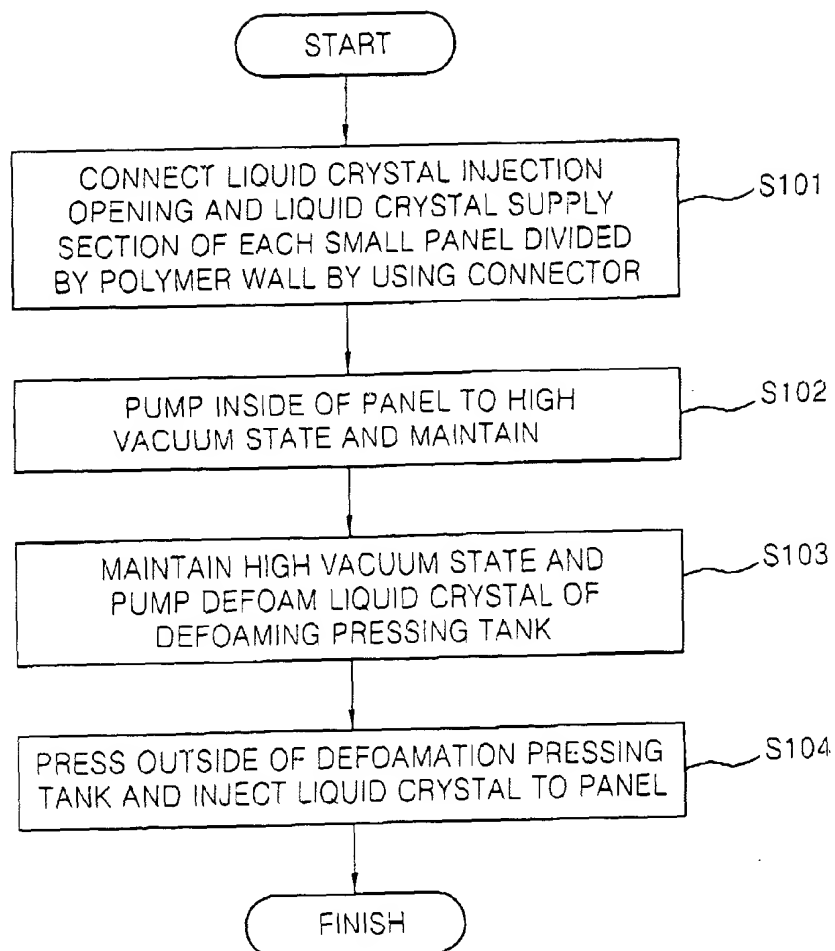 START
CONNECT LIQUID CRYSTAL INJECTION
OPENING AND LIQUID CRYSTAL SUPPLY
SECTION OF EACH SMALL PANEL DIVIDED
BY POLYMER WALL BY USING CONNECTOR
S101
PUMP INSIDE OF PANEL TO HIGH
VACUUM STATE AND MAINTAIN
S102
MAINTAIN HIGH VACUUM STATE AND
PUMP DEFOAM LIQUID CRYSTAL OF
DEFOAMING PRESSING TANK
S103
PRESS OUTSIDE OF DEFOAMATION PRESSING
TANK AND INJECT LIQUID CRYSTAL TO PANEL
S104
FINISH